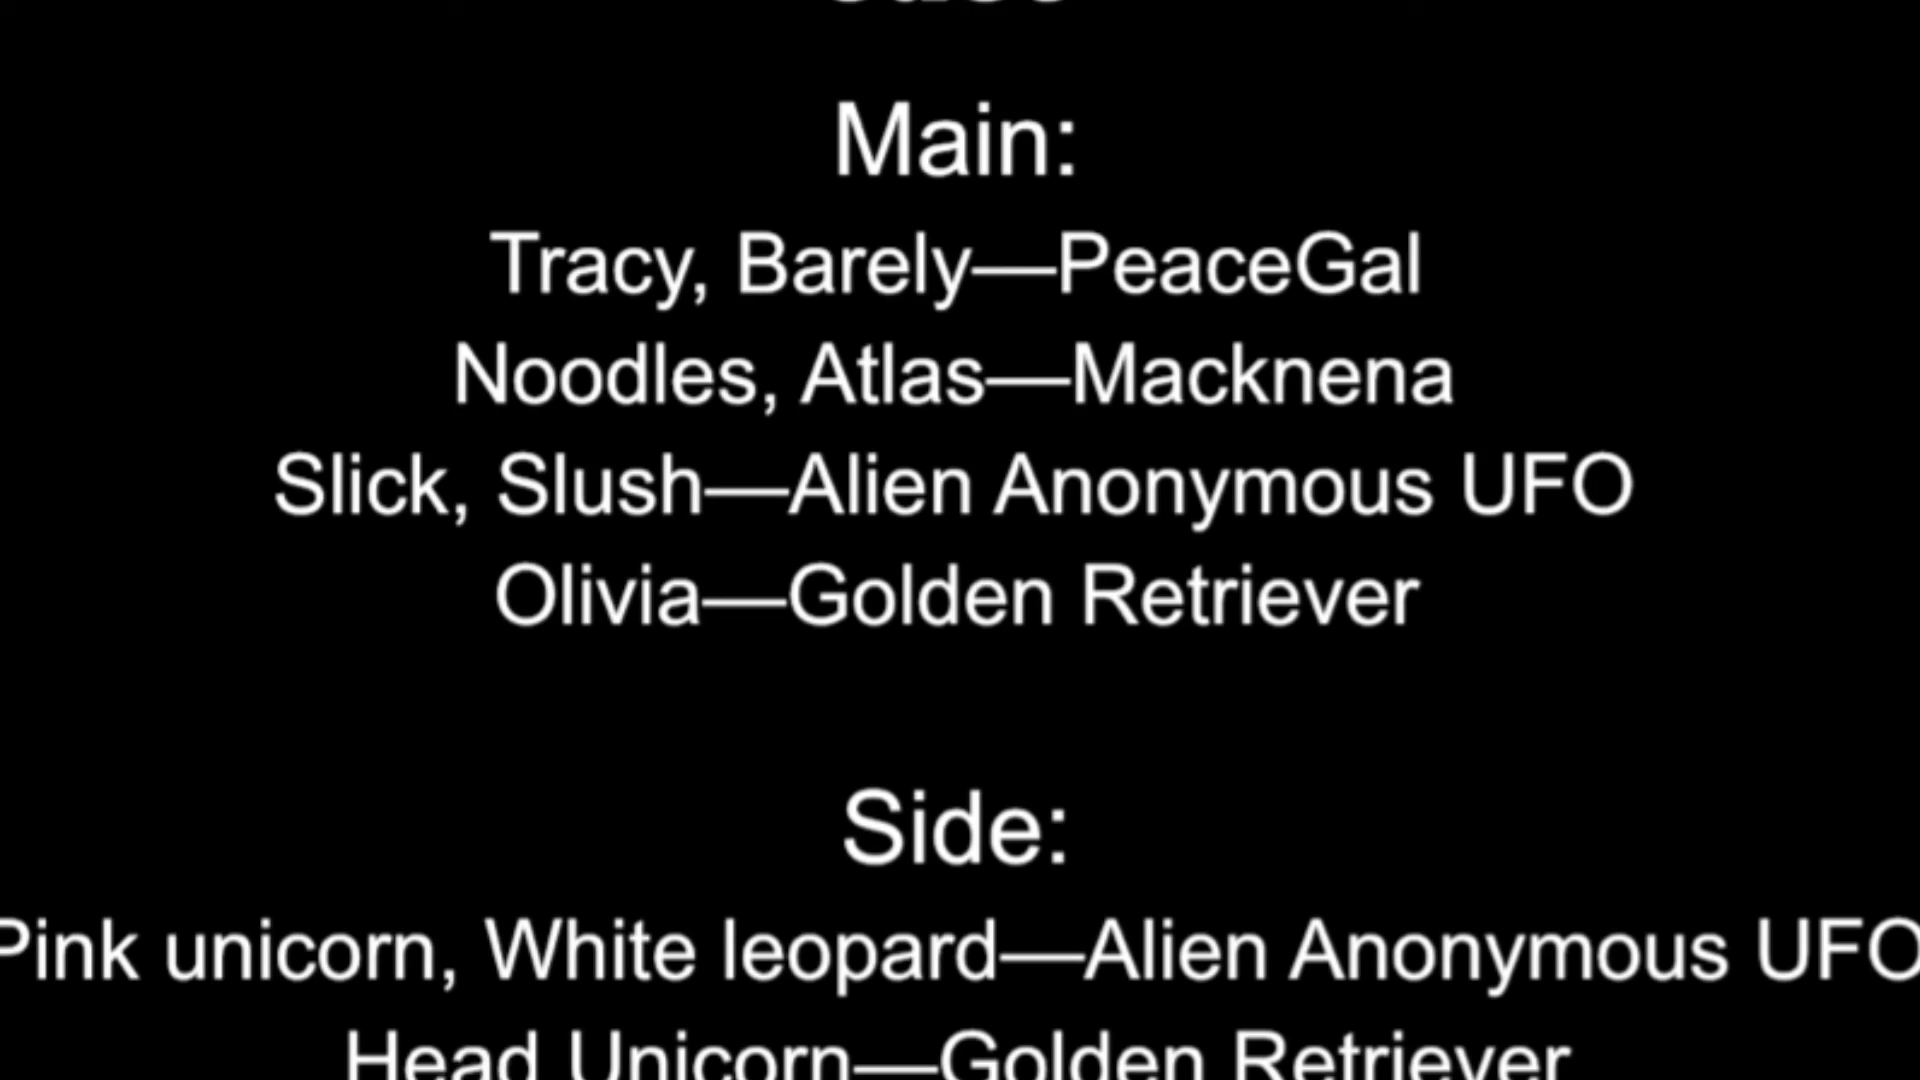 Main:
Tracy, Barely—PeaceGal
Noodles, Atlas—Macknena
Slick, Slush—Alien Anonymous UFO
Olivia—Golden Retriever
Side:
Pink unicorn, White leopard—Alien Anonymous UFO
Head Unicorn—Golden Retriever